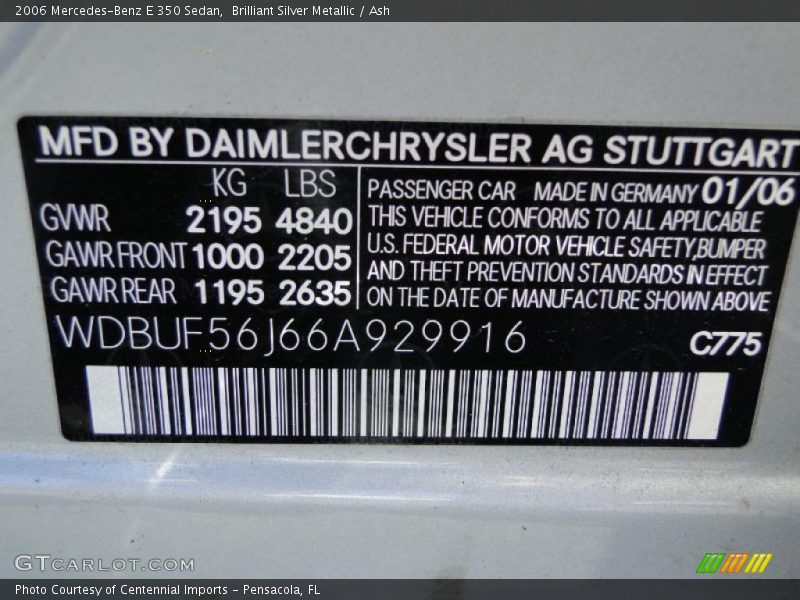 2006 Mercedes-Benz E 350 Sedan,  Brilliant Silver Metallic / Ash
MFD BY DAIMLERCHRYSLER AG STUTTGART
KG LBS
GVWR 2195 4840
GAWR FRONT 1000 2205
GAWR REAR 1195 2635
PASSENGER CAR MADE IN GERMANY 01/06
THIS VEHICLE CONFORMS TO ALL APPLICABLE
U.S. FEDERAL MOTOR VEHICLE SAFETY,BUMPER
AND THEFT PREVENTION STANDARDS IN EFFECT
ON THE DATE OF MANUFACTURE SHOWN ABOVE
WDBUF56J66A929916
C775
GTCARLOT.COM
Photo Courtesy of Centennial Imports - Pensacola, FL